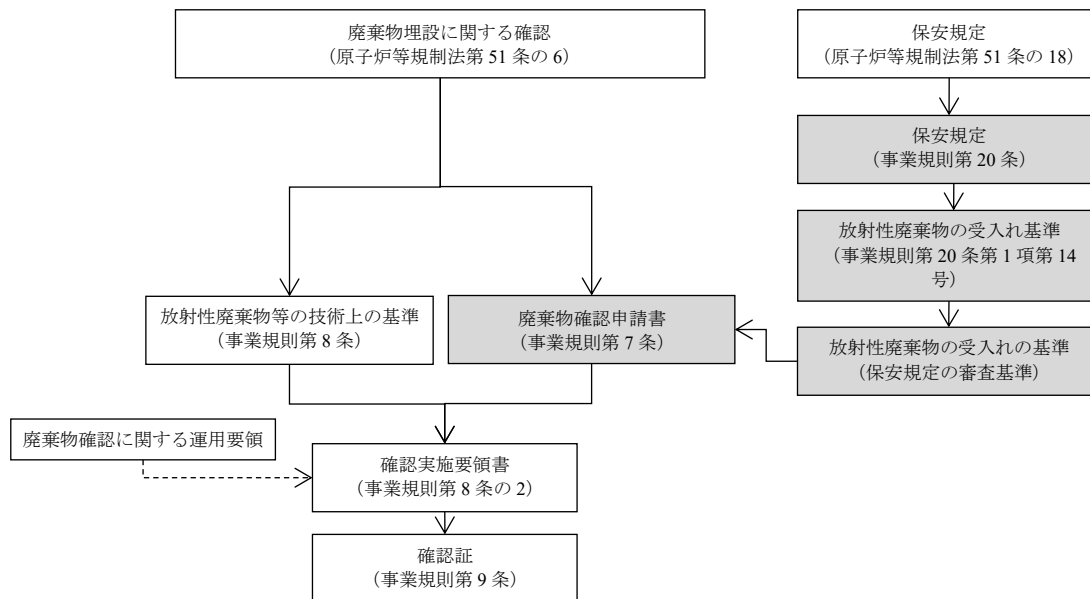 廃棄物埋設に関する確認
（原子炉等規制法第 51 条の 6）
保安規定
（原子炉等規制法第 51 条の 18）
保安規定
（事業規則第 20 条）
放射性廃棄物の受入れ基準
（事業規則第 20 条第 1 項第 14
号）
放射性廃棄物等の技術上の基準
（事業規則第 8 条）
廃棄物確認申請書
（事業規則第 7 条）
放射性廃棄物の受入れの基準
（保安規定の審査基準）
廃棄物確認に関する運用要領
確認実施要領書
（事業規則第 8 条の 2）
確認証
（事業規則第 9 条）